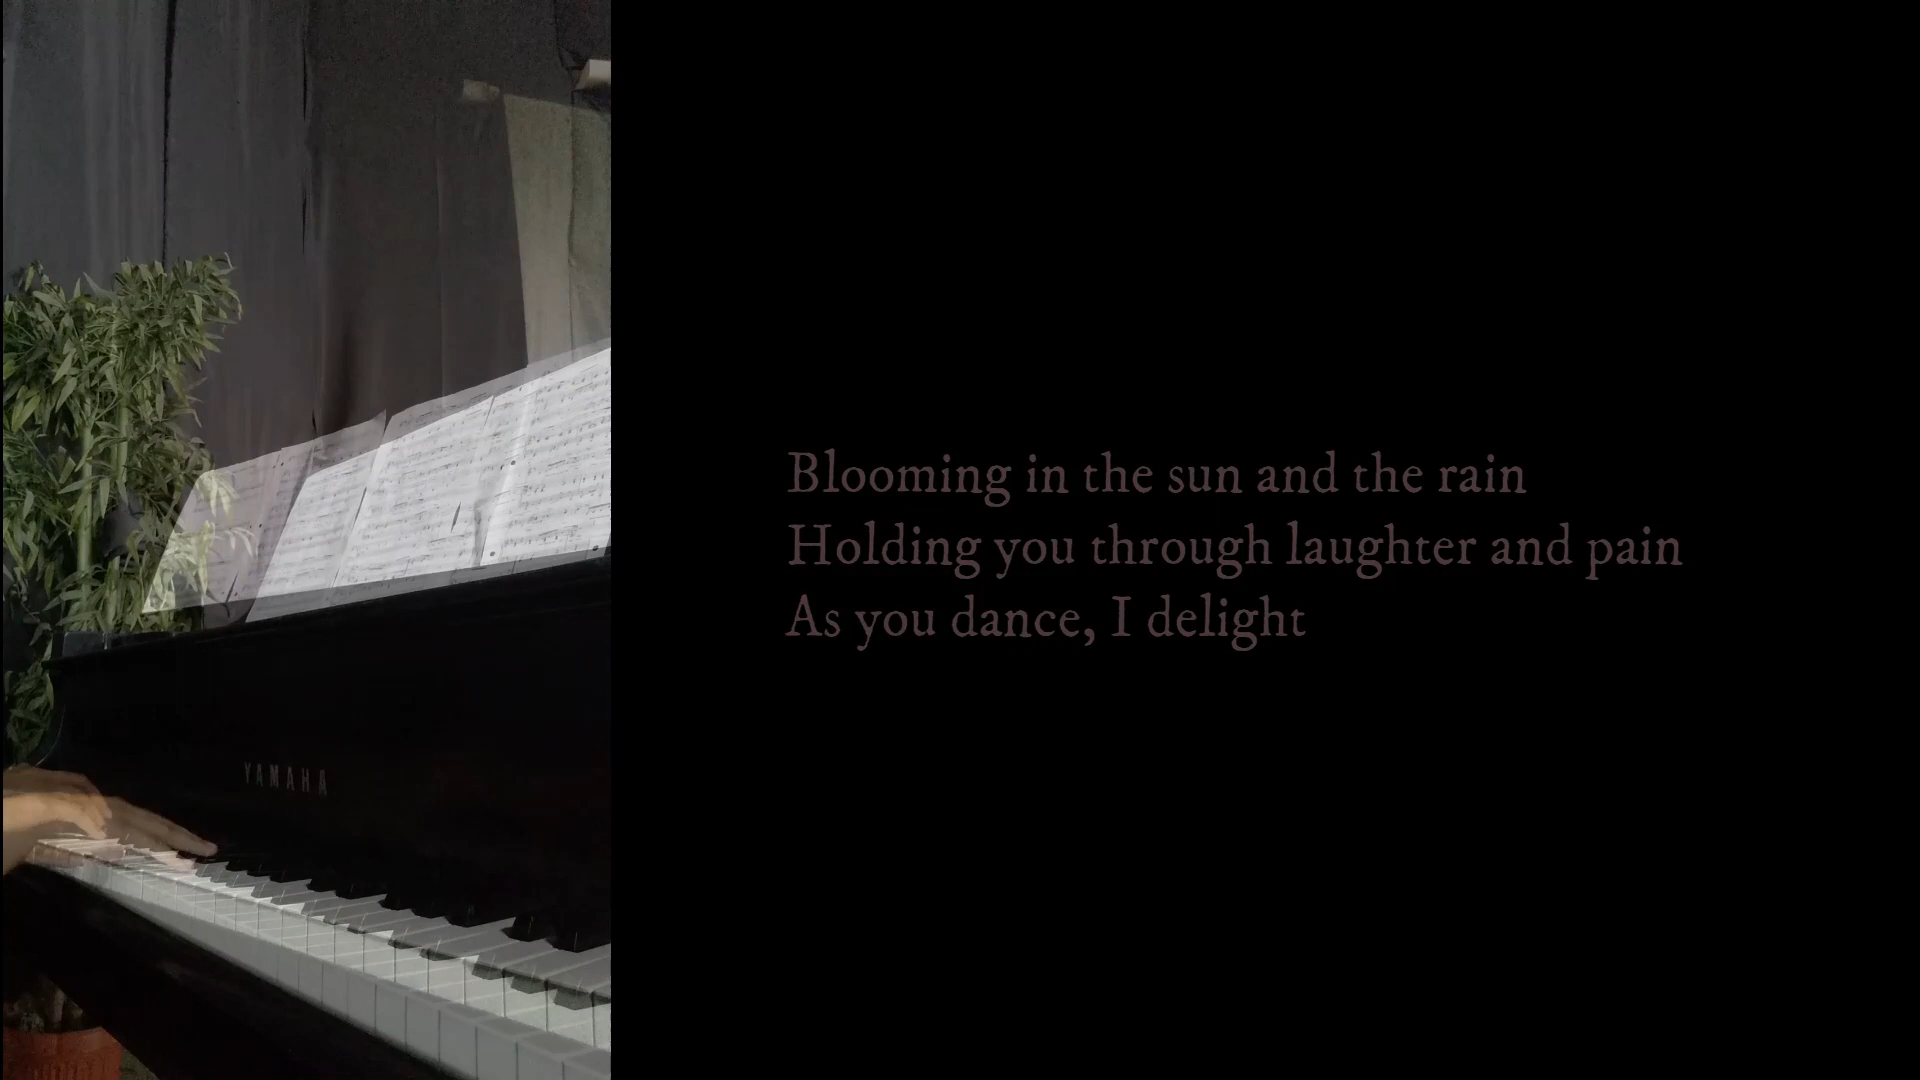 YAMAHA
Blooming in the sun and the rain
Holding you through laughter and pain
As you dance, I delight